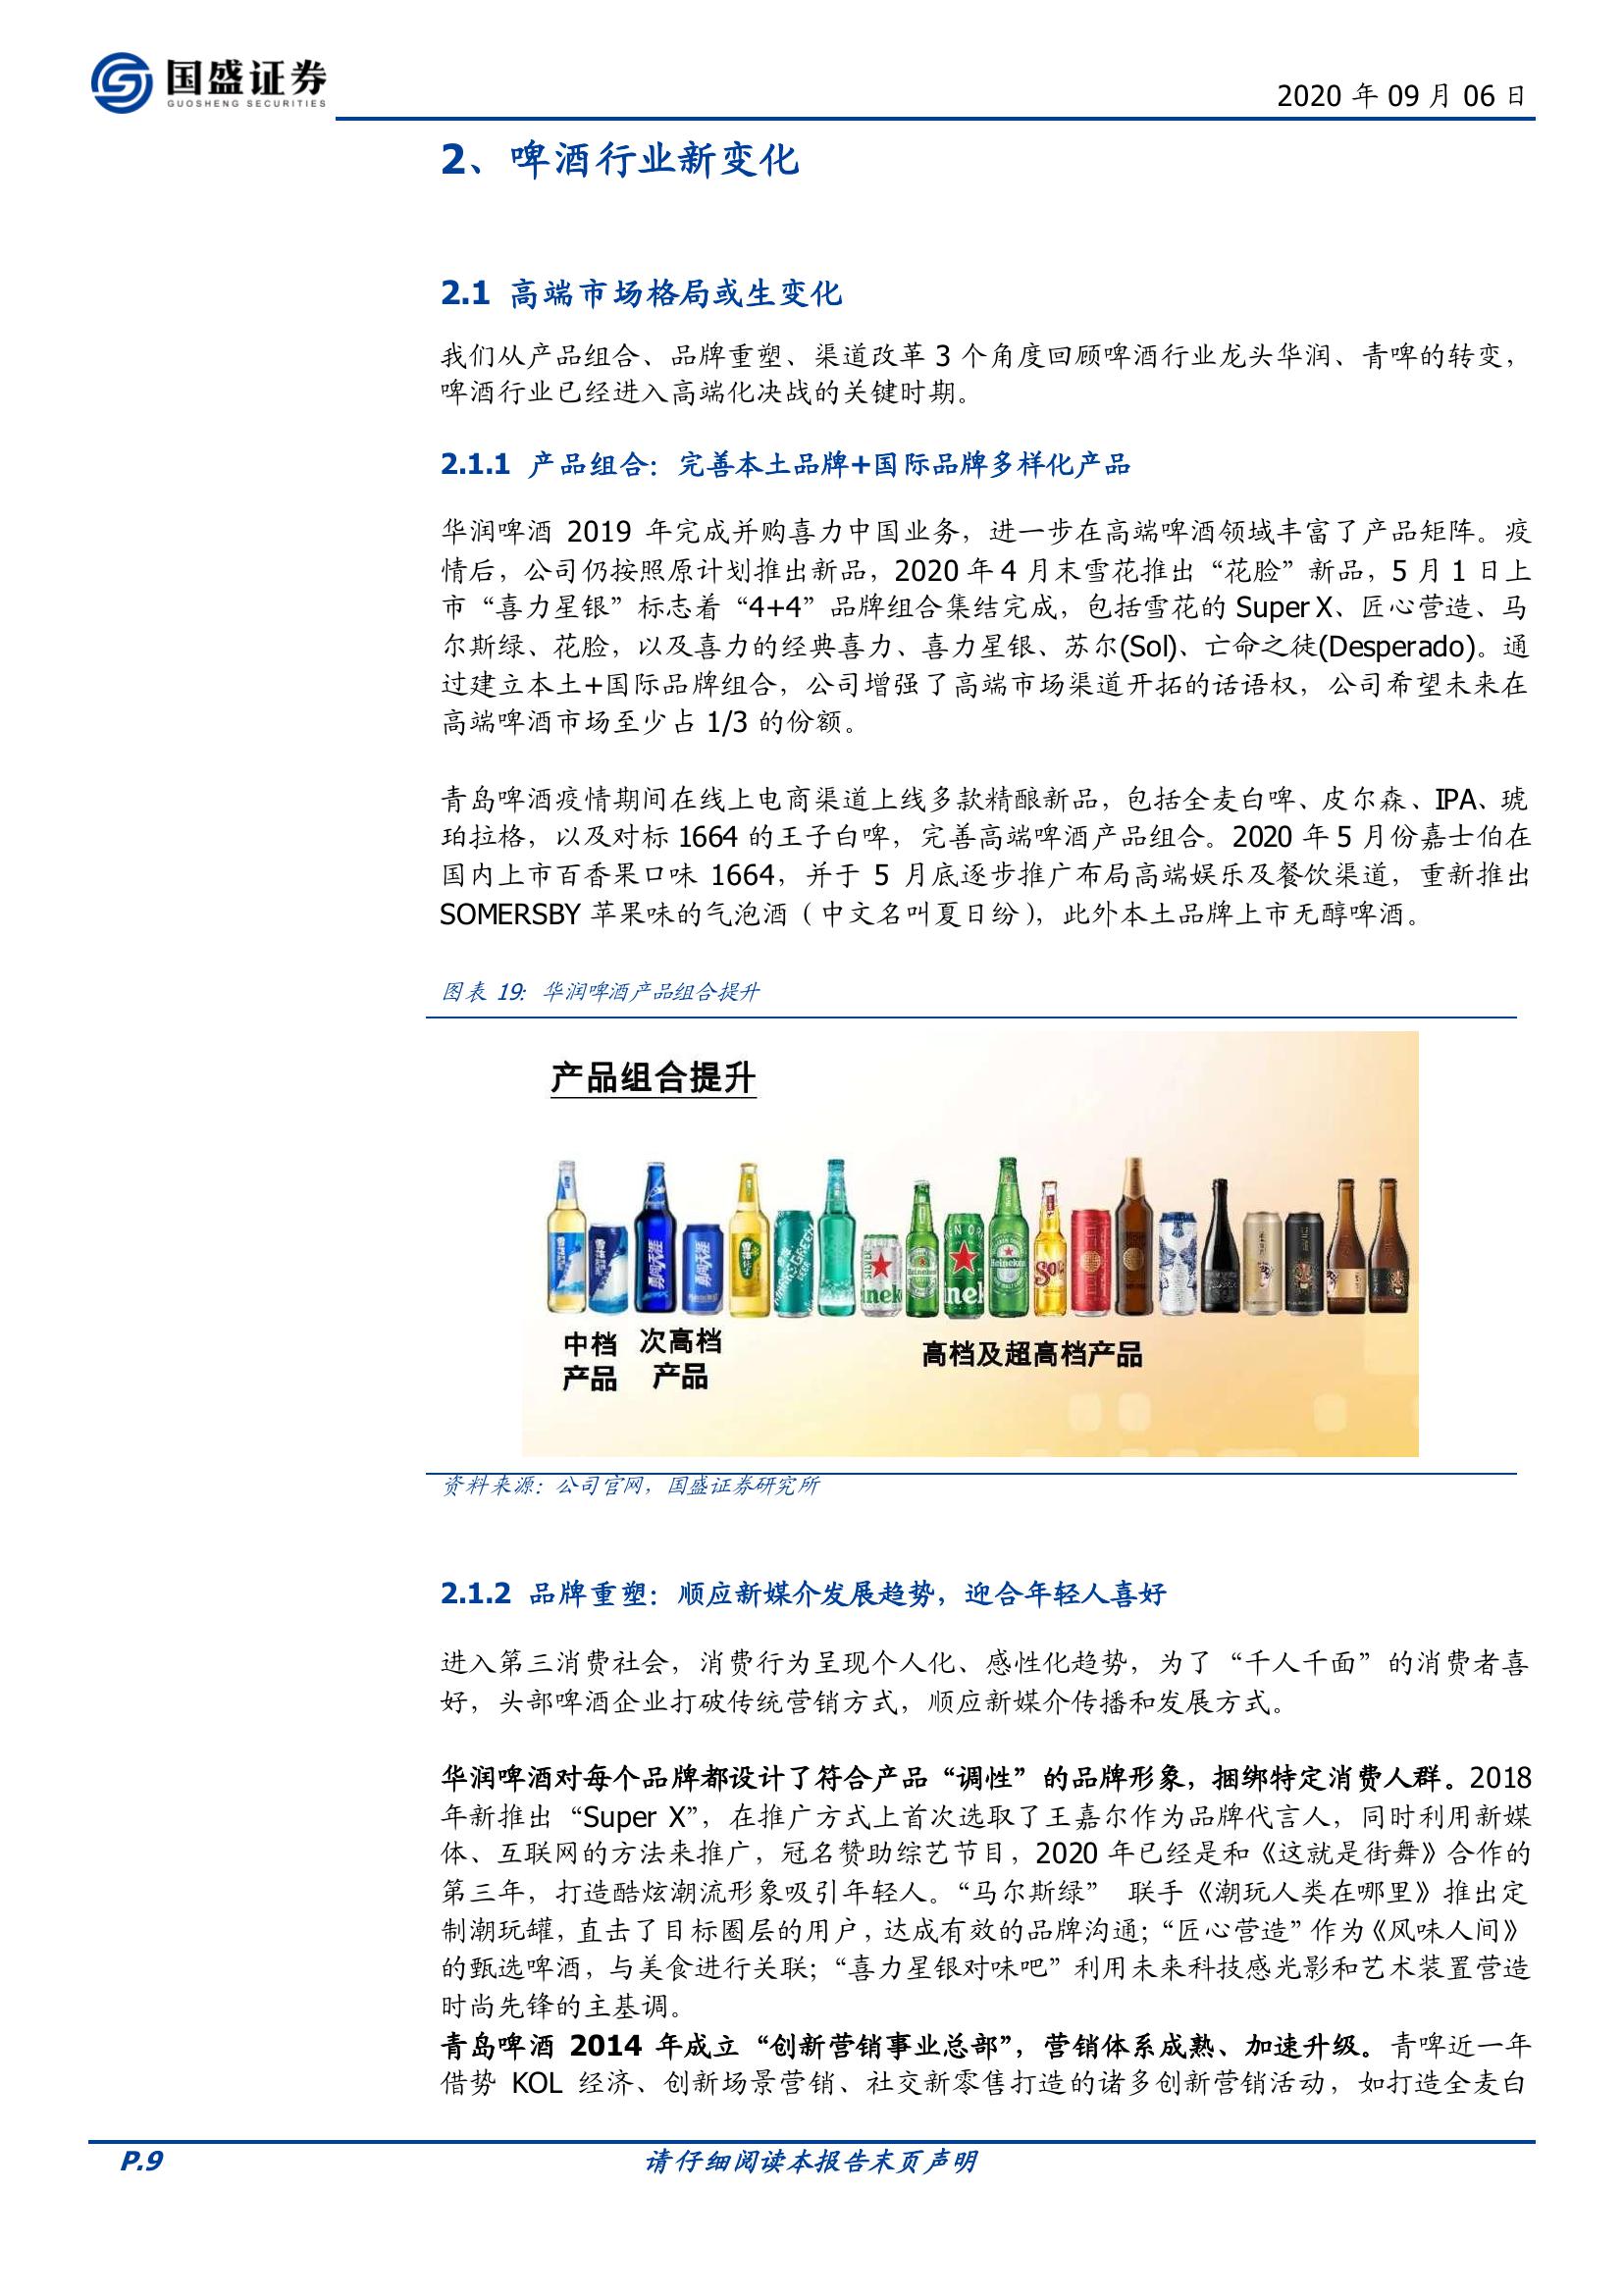 国盛证券
GUOSHENG SECURITIES
2020 年 09 月 06 日
2、啤酒行业新变化
2.1 高端市场格局或生变化
我们从产品组合、品牌重塑、渠道改革 3 个角度回顾啤酒行业龙头华润、青啤的转变，
啤酒行业已经进入高端化决战的关键时期。
2.1.1 产品组合：完善本土品牌+国际品牌多样化产品
华润啤酒 2019 年完成并购喜力中国业务，进一步在高端啤酒领域丰富了产品矩阵。疫
情后，公司仍按照原计划推出新品，2020 年 4 月末雪花推出“花脸”新品，5 月 1 日上
市“喜力星银”标志着“4+4”品牌组合集结完成，包括雪花的 Super X、匠心营造、马
尔斯绿、花脸，以及喜力的经典喜力、喜力星银、苏尔(Sol)、亡命之徒(Desperado)。通
过建立本土+国际品牌组合，公司增强了高端市场渠道开拓的话语权，公司希望未来在
高端啤酒市场至少占 1/3 的份额。
青岛啤酒疫情期间在线上电商渠道上线多款精酿新品，包括全麦白啤、皮尔森、IPA、琥
珀拉格，以及对标 1664 的王子白啤，完善高端啤酒产品组合。2020 年 5 月份嘉士伯在
国内上市百香果口味 1664，并于 5 月底逐步推广布局高端娱乐及餐饮渠道，重新推出
SOMERSBY 苹果味的气泡酒（中文名叫夏日纷），此外本土品牌上市无醇啤酒。
图表 19：华润啤酒产品组合提升
产品组合提升
中档
产品
次高档
产品
高档及超高档产品
资料来源：公司官网，国盛证券研究所
2.1.2 品牌重塑：顺应新媒介发展趋势，迎合年轻人喜好
进入第三消费社会，消费行为呈现个人化、感性化趋势，为了“千人千面”的消费者喜
好，头部啤酒企业打破传统营销方式，顺应新媒介传播和发展方式。
华润啤酒对每个品牌都设计了符合产品“调性”的品牌形象，捆绑特定消费人群。2018
年新推出“Super X”，在推广方式上首次选取了王嘉尔作为品牌代言人，同时利用新媒
体、互联网的方法来推广，冠名赞助综艺节目，2020 年已经是和《这就是街舞》合作的
第三年，打造酷炫潮流形象吸引年轻人。“马尔斯绿” 联手《潮玩人类在哪里》推出定
制潮玩罐，直击了目标圈层的用户，达成有效的品牌沟通；“匠心营造”作为《风味人间》
的甄选啤酒，与美食进行关联；“喜力星银对味吧”利用未来科技感光影和艺术装置营造
时尚先锋的主基调。
青岛啤酒 2014 年成立“创新营销事业总部”，营销体系成熟、加速升级。青啤近一年
借势 KOL 经济、创新场景营销、社交新零售打造的诸多创新营销活动，如打造全麦白
P.9
请仔细阅读本报告末页声明